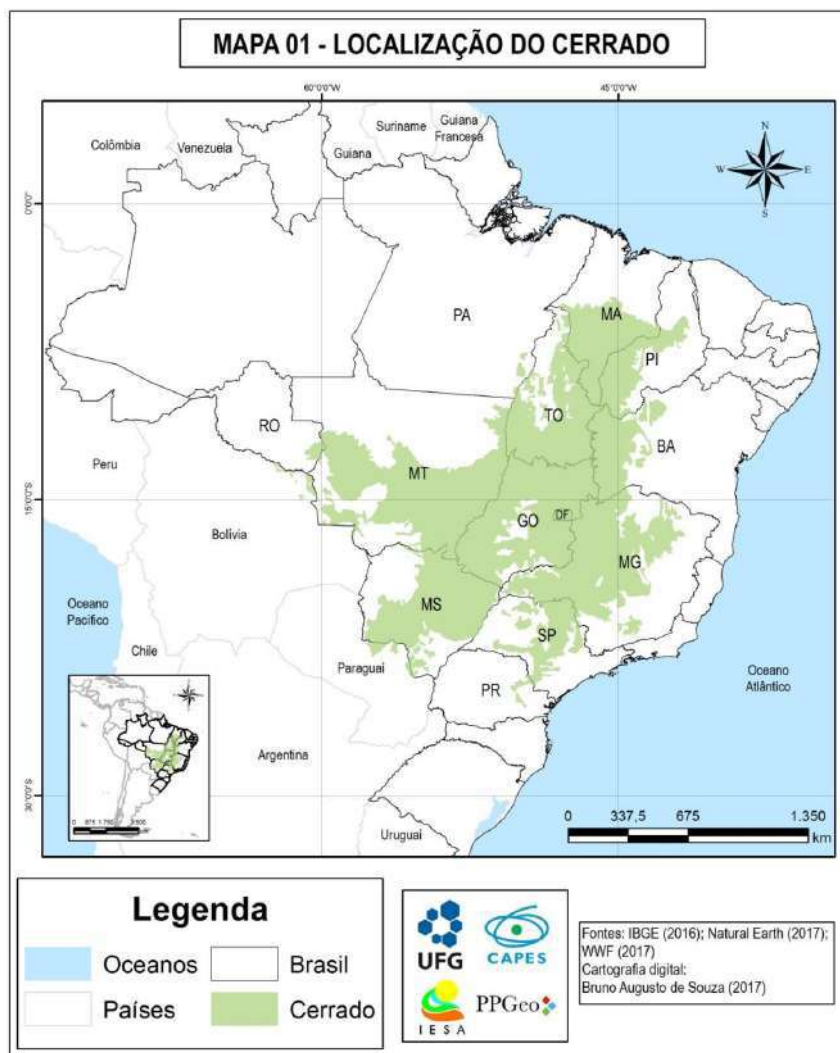 MAPA 01 - LOCALIZAÇÃO DO CERRADO
60°0'0"W
45°0'0"W
Colômbia
Venezuela
Guiana
Suriname
Guiana
Francesa
N
W
E
S
0°0'0"
PA
MA
PI
RO
TO
BA
Peru
MT
15°0'0"S
Bolívia
GO
DF
MG
Oceano
Pacífico
MS
SP
Chile
Paraguai
PR
Oceano
Atlântico
Argentina
30°0'0"S
Uruguai
0
337,5
675
1.350
km
Legenda
Oceanos
Brasil
Países
Cerrado
UFG
CAPES
IESA
PPGeo
Fontes: IBGE (2016); Natural Earth (2017);
WWF (2017)
Cartografia digital:
Bruno Augusto de Souza (2017)